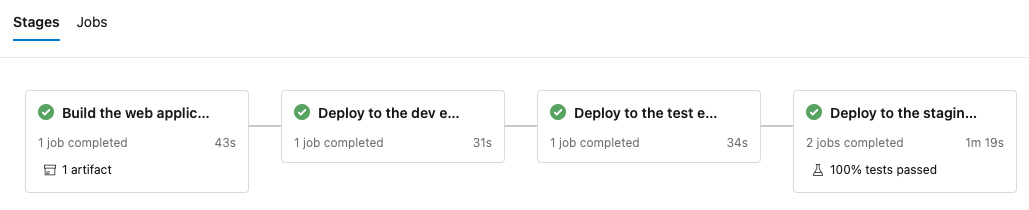 Stages Jobs
Build the web applic...
1 job completed 43s
1 artifact
Deploy to the dev e...
1 job completed 31s
Deploy to the test e...
1 job completed 34s
Deploy to the stagin...
2 jobs completed 1m 19s
100% tests passed